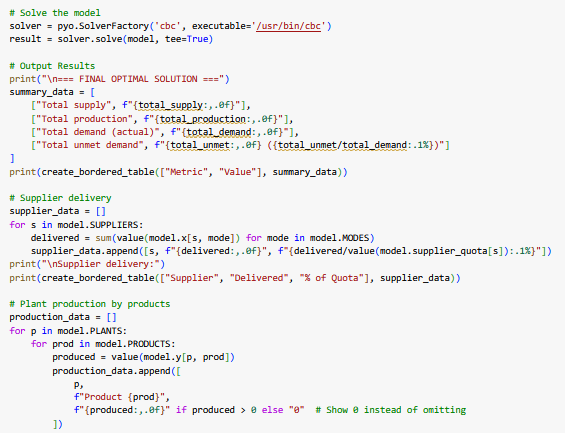 # Solve the model
solver = pyo.SolverFactory('cbc', executable='/usr/bin/cbc')
result = solver.solve(model, tee=True)
# Output Results
print("\n=== FINAL OPTIMAL SOLUTION ===")
summary_data = [
    ["Total supply", f"{total_supply:,.0f}"],
    ["Total production", f"{total_production:,.0f}"],
    ["Total demand (actual)", f"{total_demand:,.0f}"],
    ["Total unmet demand", f"{total_unmet:,.0f} ({total_unmet/total_demand:.1%})"]
]
print(create_bordered_table(["Metric", "Value"], summary_data))
# Supplier delivery
supplier_data = []
for s in model.SUPPLIERS:
    delivered = sum(value(model.x[s, mode]) for mode in model.MODES)
    supplier_data.append([s, f"{delivered:,.0f}", f"{delivered/value(model.supplier_quota[s]):.1%}"])
print("\nSupplier delivery:")
print(create_bordered_table(["Supplier", "Delivered", "% of Quota"], supplier_data))
# Plant production by products
production_data = []
for p in model.PLANTS:
    for prod in model.PRODUCTS:
        produced = value(model.y[p, prod])
        production_data.append([
            p,
            f"Product {prod}",
            f"{produced:,.0f}" if produced > 0 else "0"  # Show 0 instead of omitting
        ])